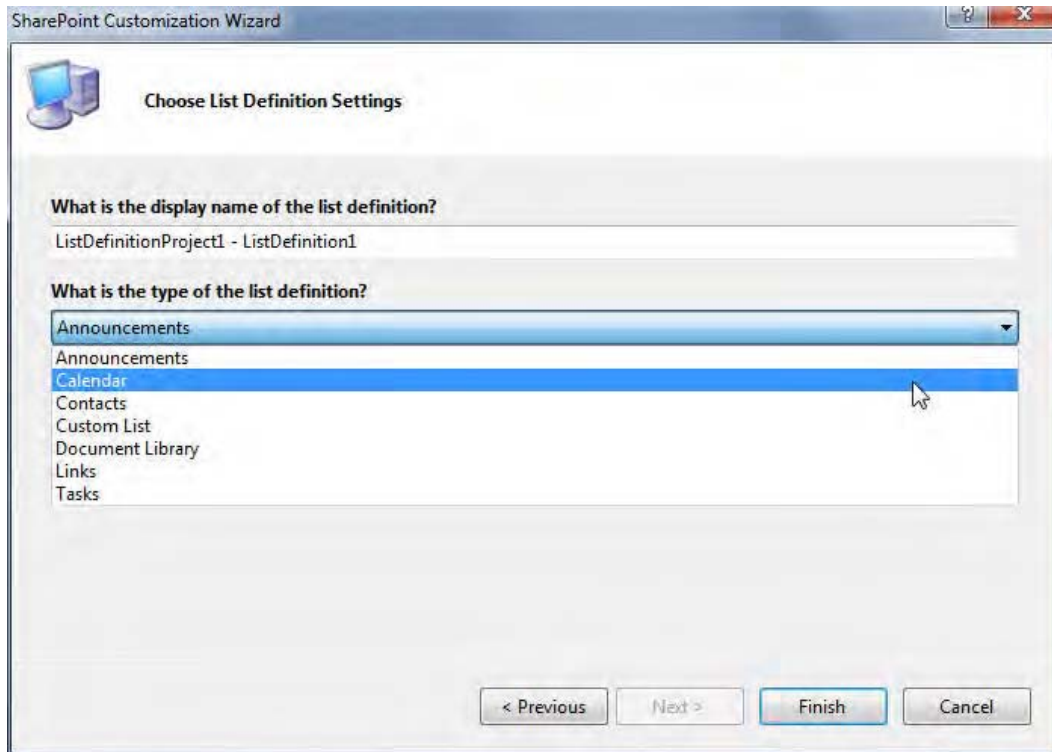 SharePoint Customization Wizard
?
X
Choose List Definition Settings
What is the display name of the list definition?
ListDefinitionProject1 - ListDefinition1
What is the type of the list definition?
Announcements
Announcements
Calendar
Contacts
Custom List
Document Library
Links
Tasks
< Previous Next > Finish Cancel